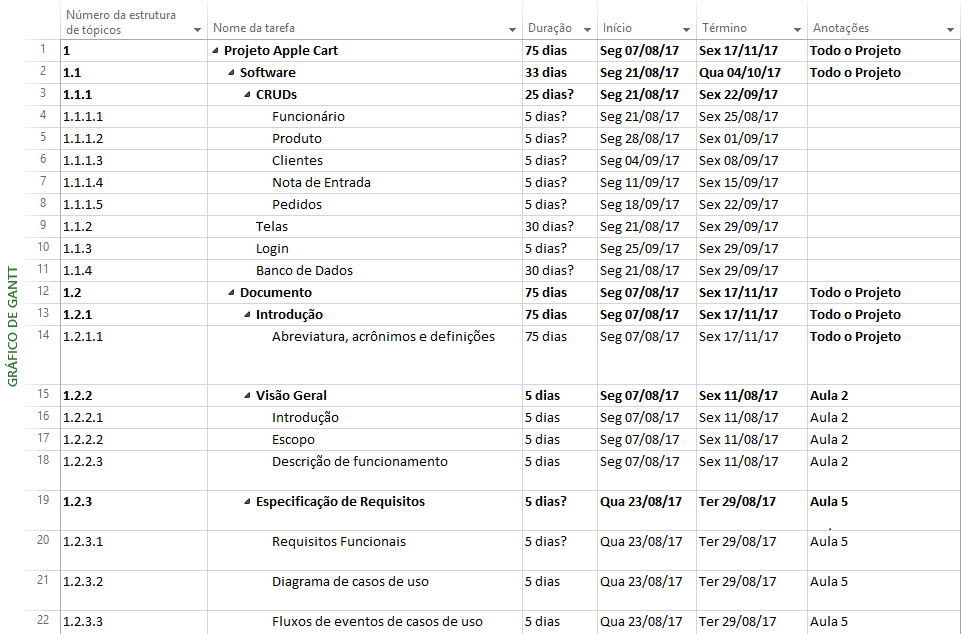 Número da estrutura de tópicos Nome da tarefa Duração Início Término Anotações
1 1 Projeto Apple Cart 75 dias Seg 07/08/17 Sex 17/11/17 Todo o Projeto
2 1.1 Software 33 dias Seg 21/08/17 Qua 04/10/17 Todo o Projeto
3 1.1.1 CRUDs 25 dias? Seg 21/08/17 Sex 22/09/17
4 1.1.1.1 Funcionário 5 dias? Seg 21/08/17 Sex 25/08/17
5 1.1.1.2 Produto 5 dias? Seg 28/08/17 Sex 01/09/17
6 1.1.1.3 Clientes 5 dias? Seg 04/09/17 Sex 08/09/17
7 1.1.1.4 Nota de Entrada 5 dias? Seg 11/09/17 Sex 15/09/17
8 1.1.1.5 Pedidos 5 dias? Seg 18/09/17 Sex 22/09/17
9 1.1.2 Telas 30 dias? Seg 21/08/17 Sex 29/09/17
10 1.1.3 Login 5 dias? Seg 25/09/17 Sex 29/09/17
11 1.1.4 Banco de Dados 30 dias? Seg 21/08/17 Sex 29/09/17
12 1.2 Documento 75 dias Seg 07/08/17 Sex 17/11/17 Todo o Projeto
13 1.2.1 Introdução 75 dias Seg 07/08/17 Sex 17/11/17 Todo o Projeto
14 1.2.1.1 Abreviatura, acrônimos e definições 75 dias Seg 07/08/17 Sex 17/11/17 Todo o Projeto
15 1.2.2 Visão Geral 5 dias Seg 07/08/17 Sex 11/08/17 Aula 2
16 1.2.2.1 Introdução 5 dias Seg 07/08/17 Sex 11/08/17 Aula 2
17 1.2.2.2 Escopo 5 dias Seg 07/08/17 Sex 11/08/17 Aula 2
18 1.2.2.3 Descrição de funcionamento 5 dias Seg 07/08/17 Sex 11/08/17 Aula 2
19 1.2.3 Especificação de Requisitos 5 dias? Qua 23/08/17 Ter 29/08/17 Aula 5
20 1.2.3.1 Requisitos Funcionais 5 dias? Qua 23/08/17 Ter 29/08/17 Aula 5
21 1.2.3.2 Diagrama de casos de uso 5 dias Qua 23/08/17 Ter 29/08/17 Aula 5
22 1.2.3.3 Fluxos de eventos de casos de uso 5 dias Qua 23/08/17 Ter 29/08/17 Aula 5
GRÁFICO DE GANTT